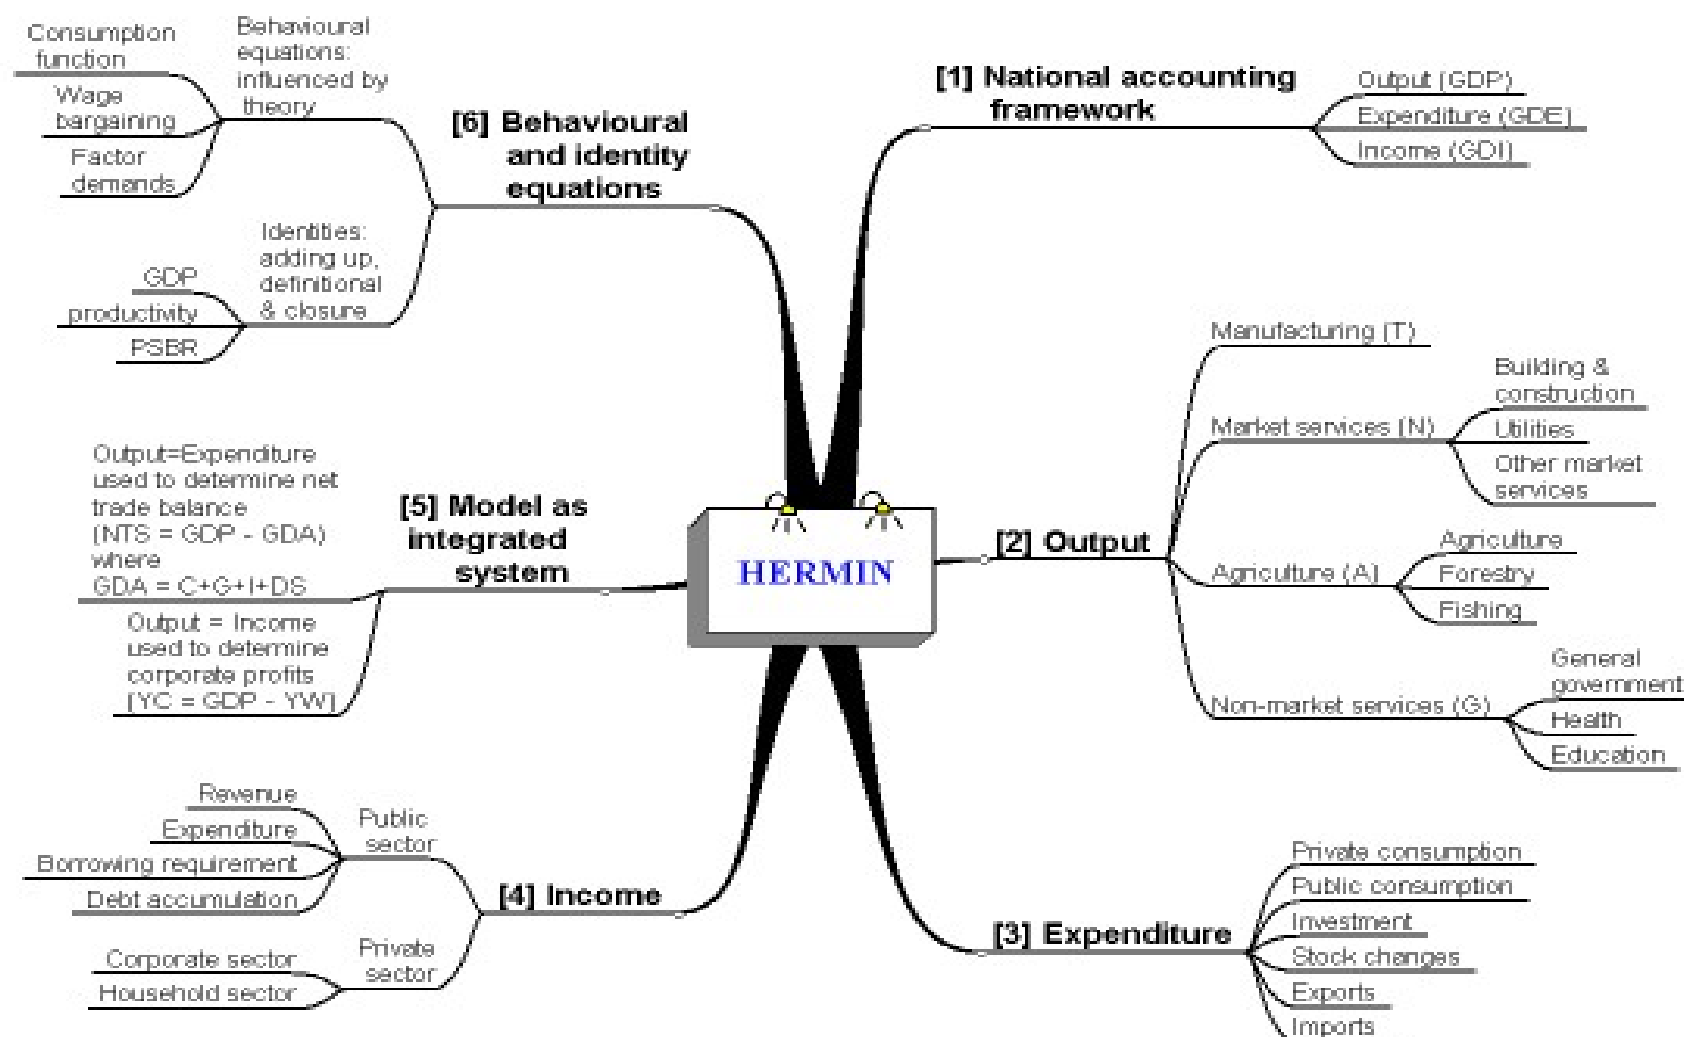 HERMIN
[1] National accounting
framework
Output (GDP)
Expenditure (GDE)
Income (GDI)
[2] Output
Manufacturing (T)
Market services (N)
Building &
construction
Utilities
Other market
services
Agriculture (A)
Agriculture
Forestry
Fishing
Non-market services (G)
General
government
Health
Education
[3] Expenditure
Private consumption
Public consumption
Investment
Stock changes
Exports
Imports
[4] Income
Public
sector
Revenue
Expenditure
Borrowing requirement
Debt accumulation
Private
sector
Corporate sector
Household sector
[5] Model as
integrated
system
Output=Expenditure
used to determine net
trade balance
(NTS = GDP - GDA)
where
GDA = C+G+I+DS
Output = Income
used to determine
corporate profits
[YC = GDP - YW]
[6] Behavioural
and identity
equations
Behavioural
equations:
influenced by
theory
Consumption
function
Wage
bargaining
Factor
demands
Identities:
adding up,
definitional
& closure
GDP
productivity
PSBR